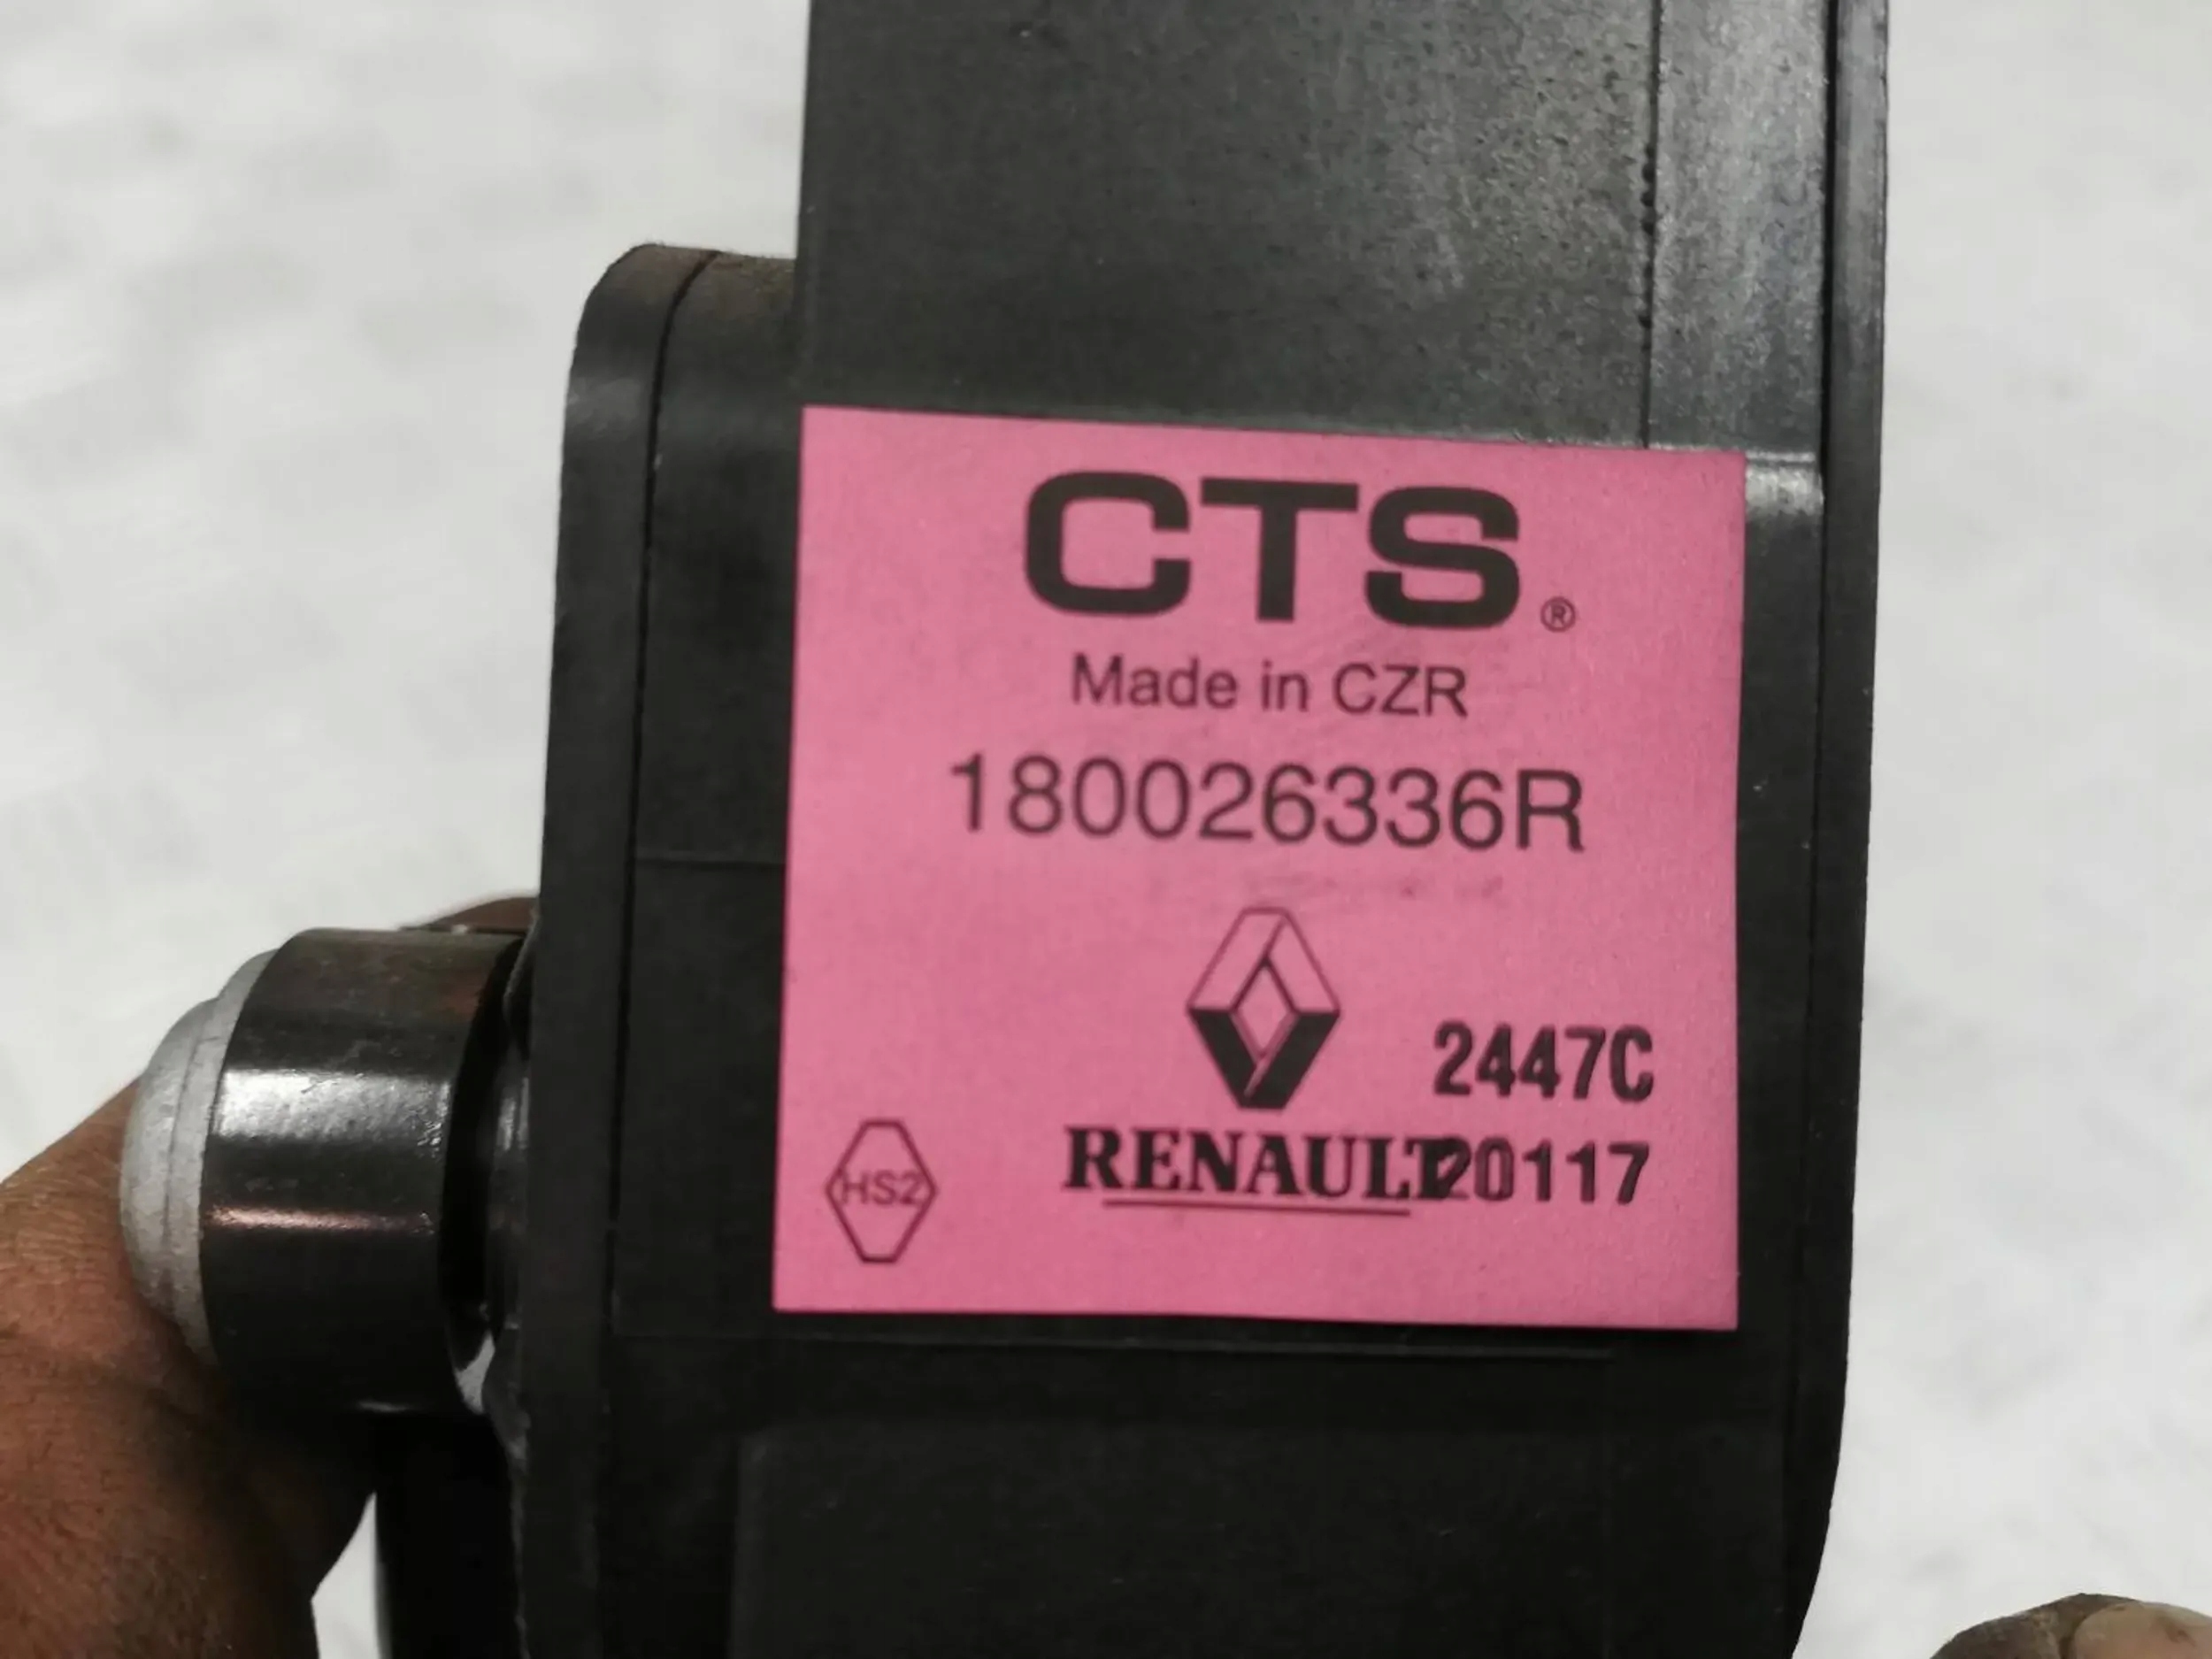 CTS®
Made in CZR
180026336R
2447C
RENAULT 20117
HS2